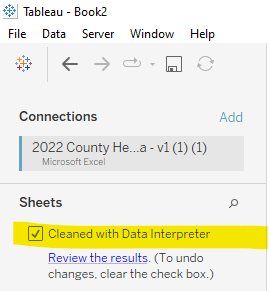 Tableau - Book2
File Data Server Window Help
Connections Add
2022 County He...a - v1 (1) (1)
Microsoft Excel
Sheets
Cleaned with Data Interpreter
Review the results. (To undo
changes, clear the check box.)